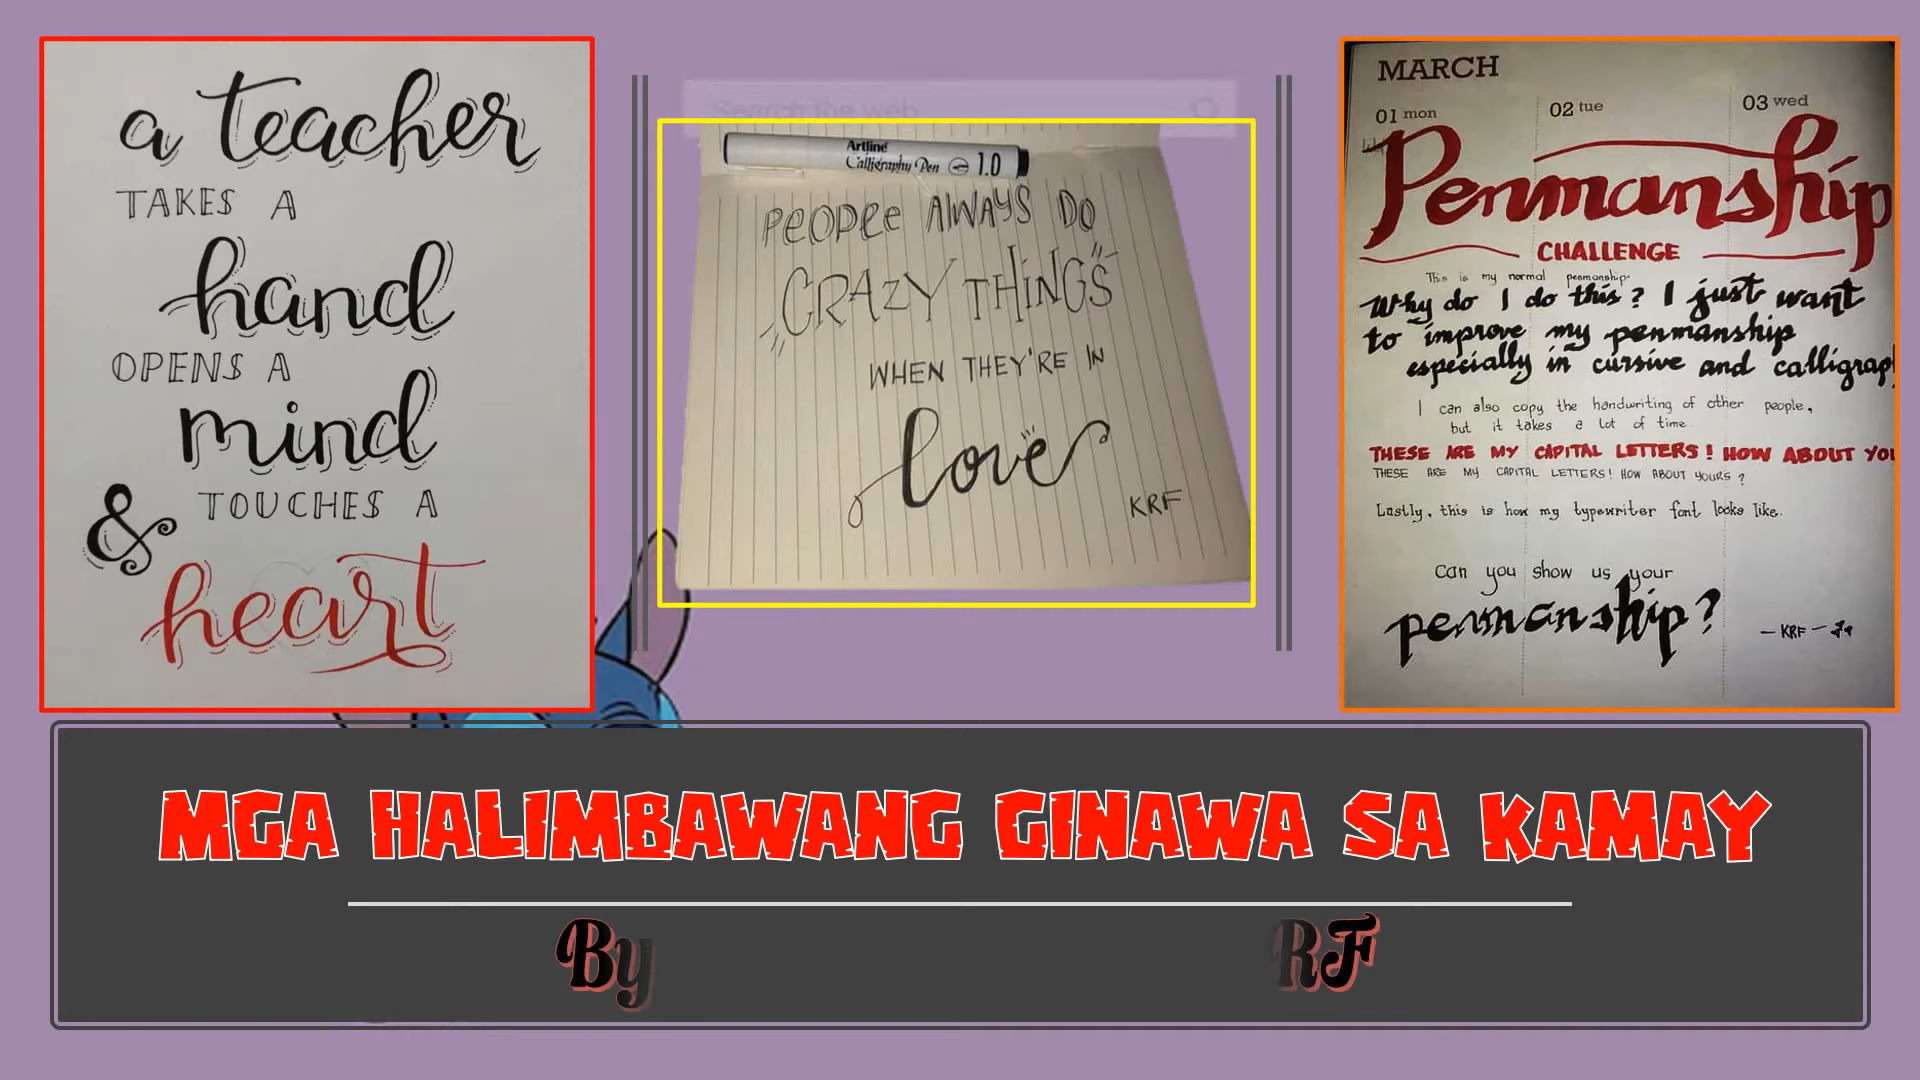 a teacher
TAKES A
hand
OPENS A
mind
& TOUCHES A
heart
Search the web
Artline
Calligraphy Pen 1.0
PEOPLE ALWAYS DO
CRAZY THINGS
WHEN THEY'RE IN
love
KRF
MARCH
01 mon 02 tue 03 wed
Penmanship
CHALLENGE
This is my normal penmanship.
Why do I do this? I just want
to improve my penmanship
especially in cursive and calligrap
I can also copy the handwriting of other people,
but it takes a lot of time.
THESE ARE MY CAPITAL LETTERS! HOW ABOUT YOU
THESE ARE MY CAPITAL LETTERS! HOW ABOUT YOURS?
Lastly, this is how my typewriter font looks like.
Can you show us your
penmanship?
- KRF -
MGA HALIMBAWANG GINAWA SA KAMAY
By RF